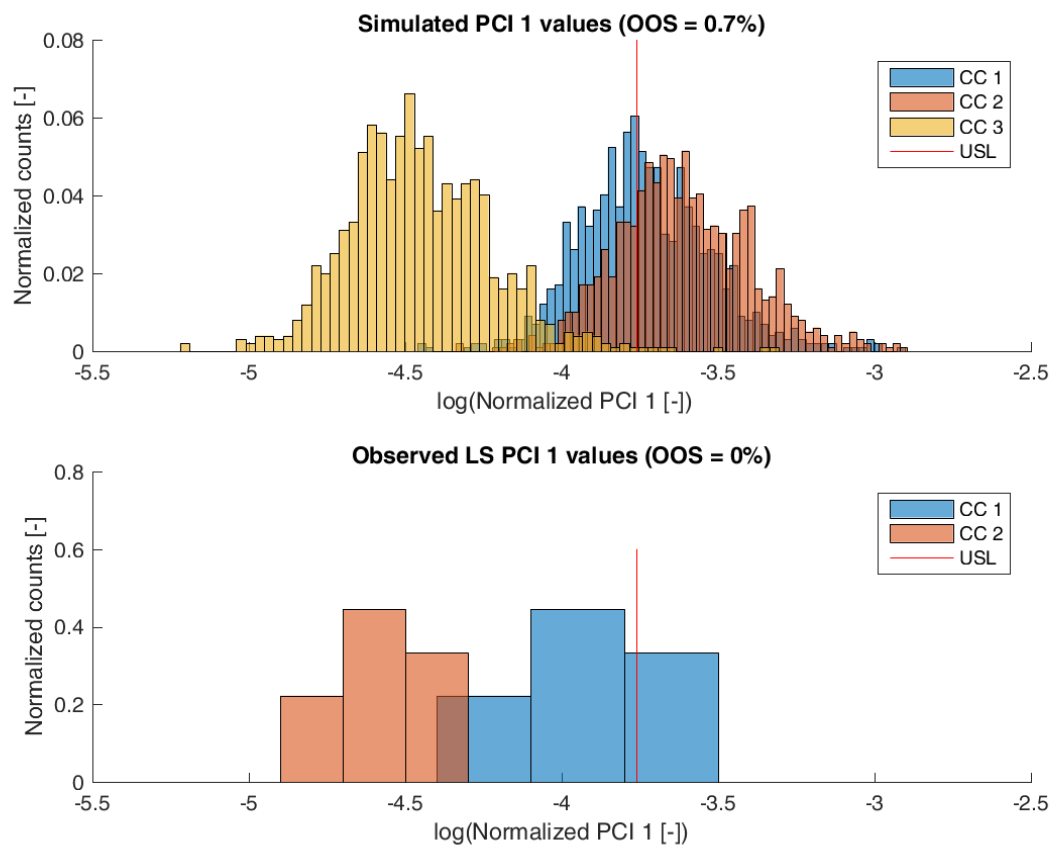 Simulated PCI 1 values (OOS = 0.7%)
0.08
0.06
0.04
0.02
0
Normalized counts [-]
CC 1
CC 2
CC 3
USL
-5.5
-5
-4.5
-4
-3.5
-3
-2.5
log(Normalized PCI 1 [-])
Observed LS PCI 1 values (OOS = 0%)
0.8
0.6
0.4
0.2
0
Normalized counts [-]
CC 1
CC 2
USL
-5.5
-5
-4.5
-4
-3.5
-3
-2.5
log(Normalized PCI 1 [-])